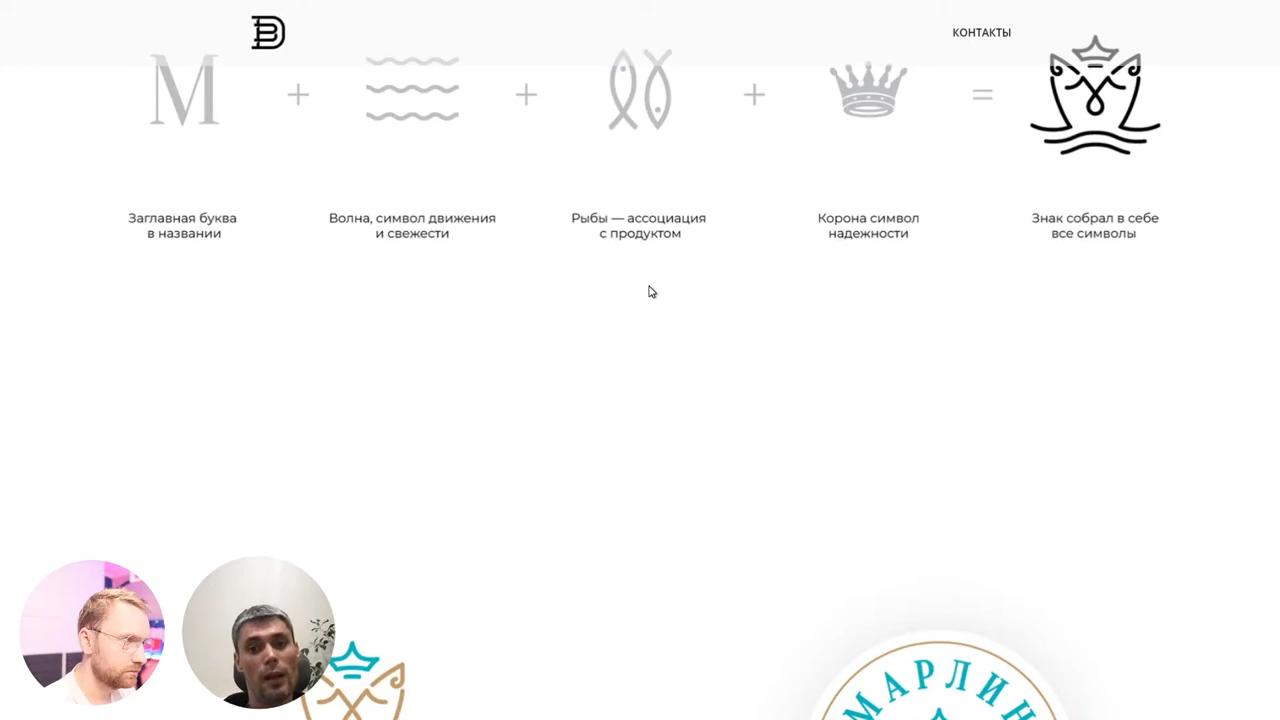 КОНТАКТЫ
М + + + =
Заглавная буква
в названии
Волна, символ движения
и свежести
Рыбы — ассоциация
с продуктом
Корона символ
надежности
Знак собрал в себе
все символы
МАРЛИН